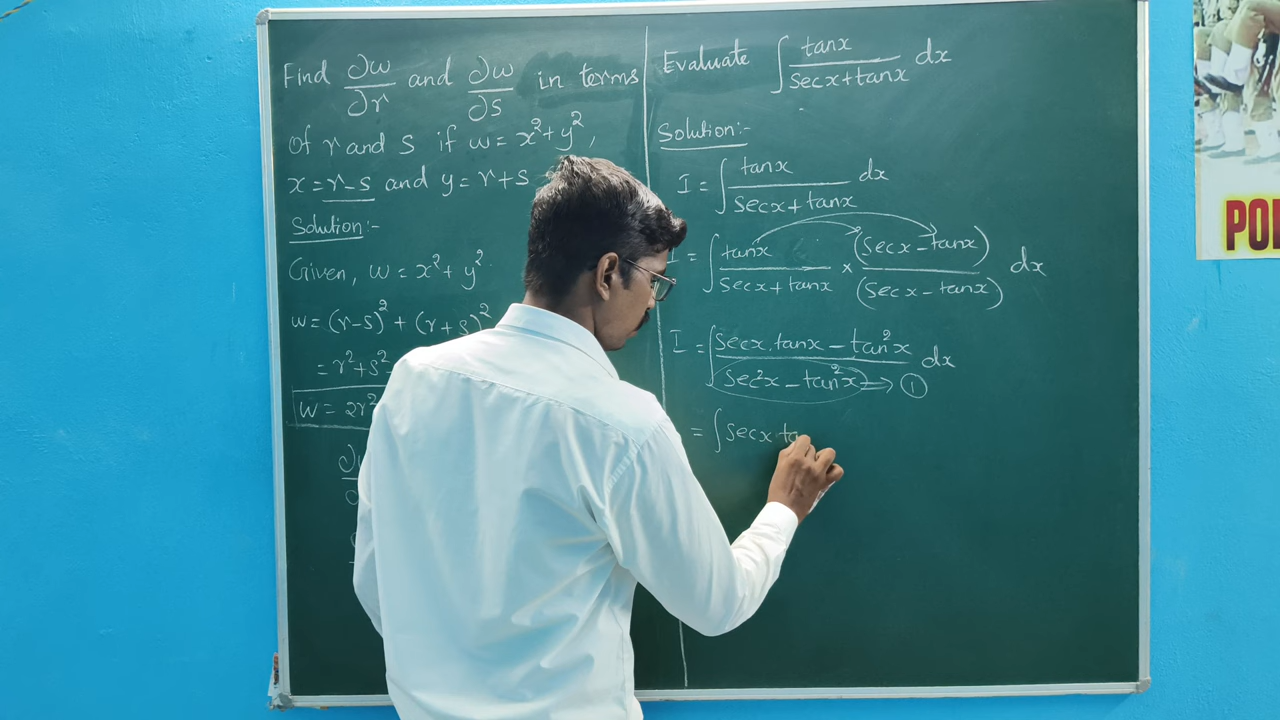 Find ∂w/∂r and ∂w/∂s in terms
of r and s if w = x² + y²,
x = r-s and y = r+s
Solution:-
Given, w = x² + y²
w = (r-s)² + (r+s)²
= r² + s²
w = 2r²
Evaluate ∫ tanx / secx+tanx dx
Solution:-
I = ∫ tanx / secx+tanx dx
I = ∫ tanx / secx+tanx × (secx-tanx) / (secx-tanx) dx
I = ∫ secx.tanx - tan²x / sec²x - tan²x dx ⇒ ①
= ∫ secx ta